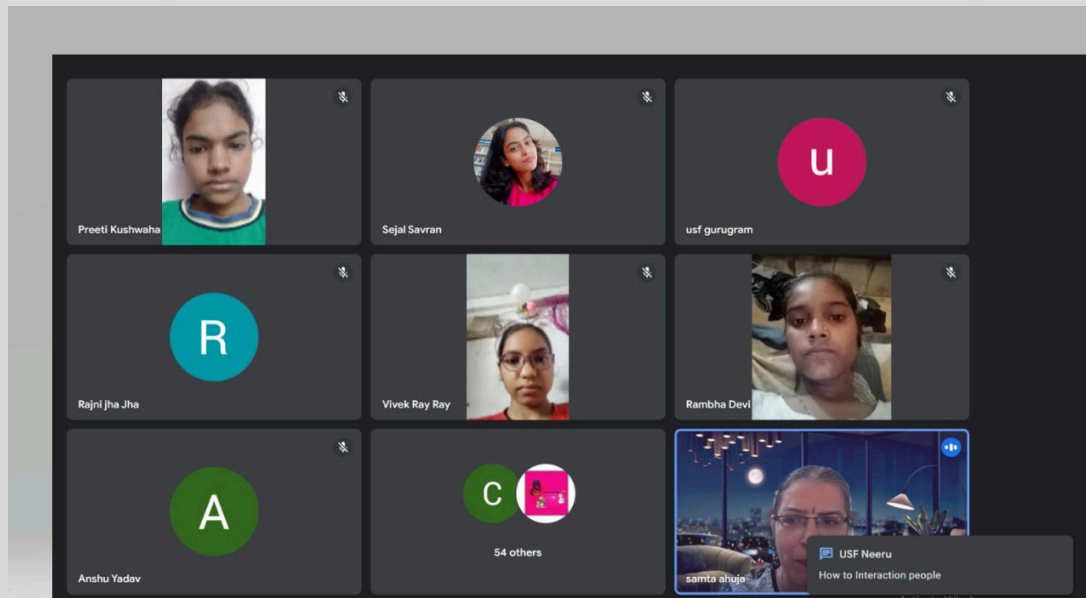 Preeti Kushwaha
Sejal Savran
u
usf gurugram
R
Rajni jha Jha
Vivek Ray Ray
Rambha Devi
A
Anshu Yadav
C
54 others
samta ahuja
USF Neeru
How to Interaction people